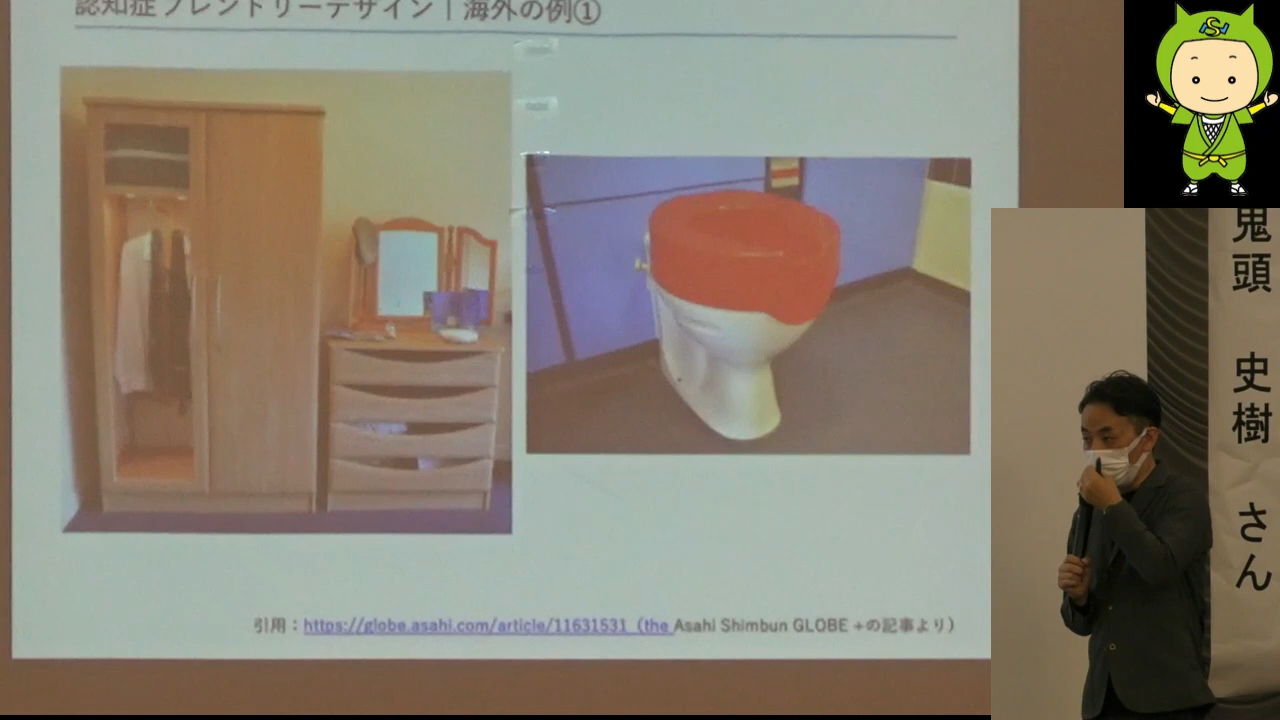 認知症フレンドリーデザイン｜海外の例①
引用：https://globe.asahi.com/article/11631531（the Asahi Shimbun GLOBE +の記事より）
鬼頭 史樹 さん
S